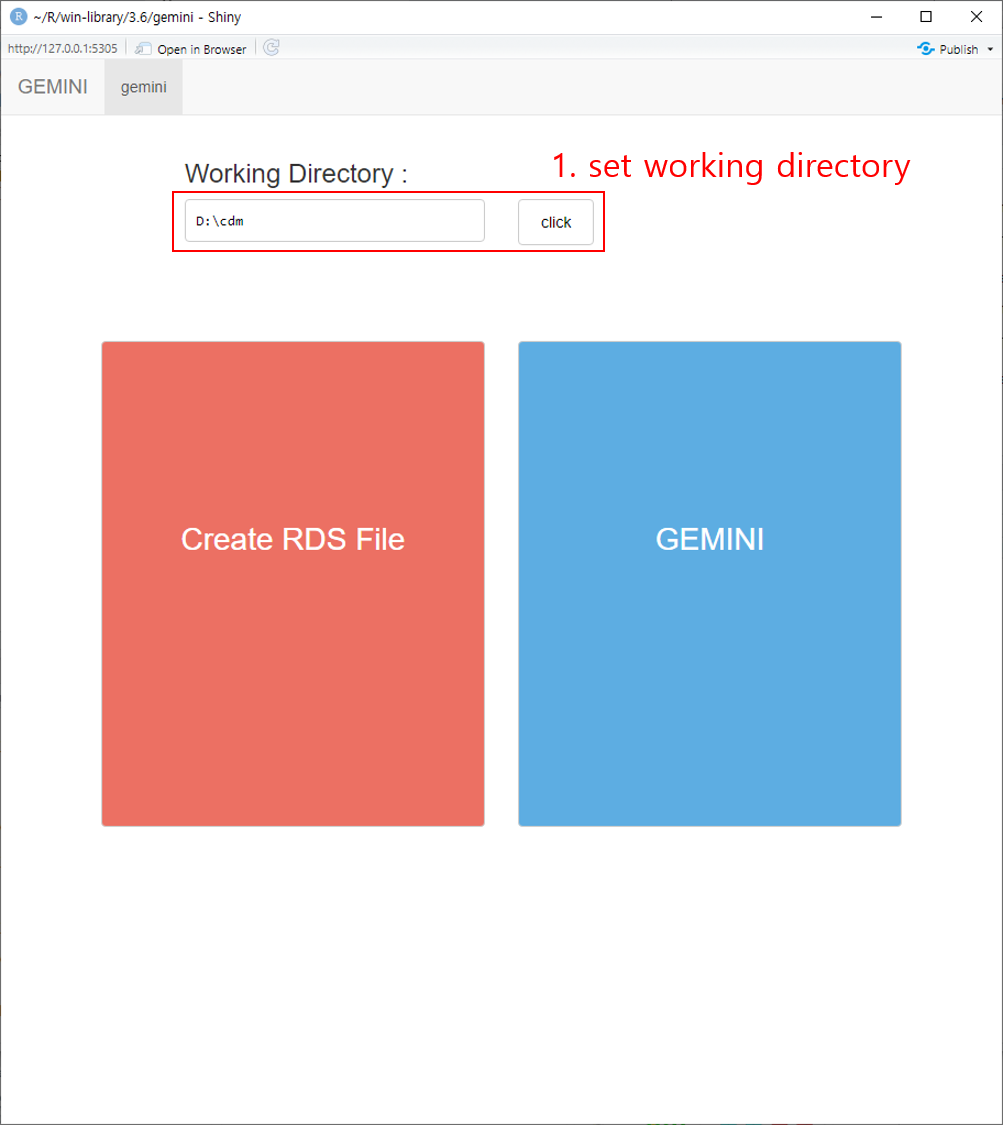 R ~/R/win-library/3.6/gemini - Shiny
http://127.0.0.1:5305 Open in Browser Publish
GEMINI gemini
1. set working directory
Working Directory :
D:\cdm click
Create RDS File GEMINI